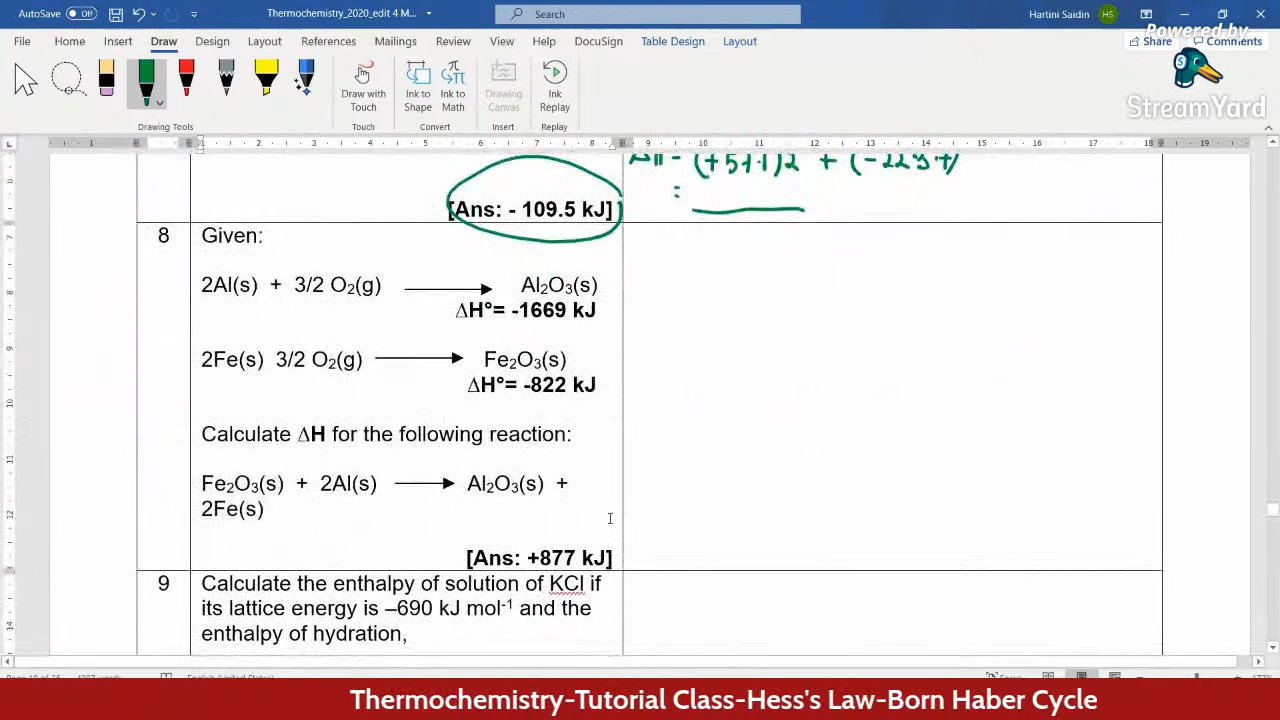 AutoSave Off
Thermochemistry_2020_edit 4 M...
Search
Hartini Saidin HS
Powered by
StreamYard
File Home Insert Draw Design Layout References Mailings Review View Help DocuSign Table Design Layout Share Comments
Draw with Touch
Ink to Shape
Ink to Math
Drawing Canvas
Ink Replay
Drawing Tools Touch Convert Insert Replay
[Ans: - 109.5 kJ]
=
8 Given:
2Al(s) + 3/2 O₂(g) → Al₂O₃(s)
∆H°= -1669 kJ
2Fe(s) 3/2 O₂(g) → Fe₂O₃(s)
∆H°= -822 kJ
Calculate ∆H for the following reaction:
Fe₂O₃(s) + 2Al(s) → Al₂O₃(s) +
2Fe(s)
[Ans: +877 kJ]
9 Calculate the enthalpy of solution of KCl if
its lattice energy is –690 kJ mol⁻¹ and the
enthalpy of hydration,
Thermochemistry-Tutorial Class-Hess's Law-Born Haber Cycle